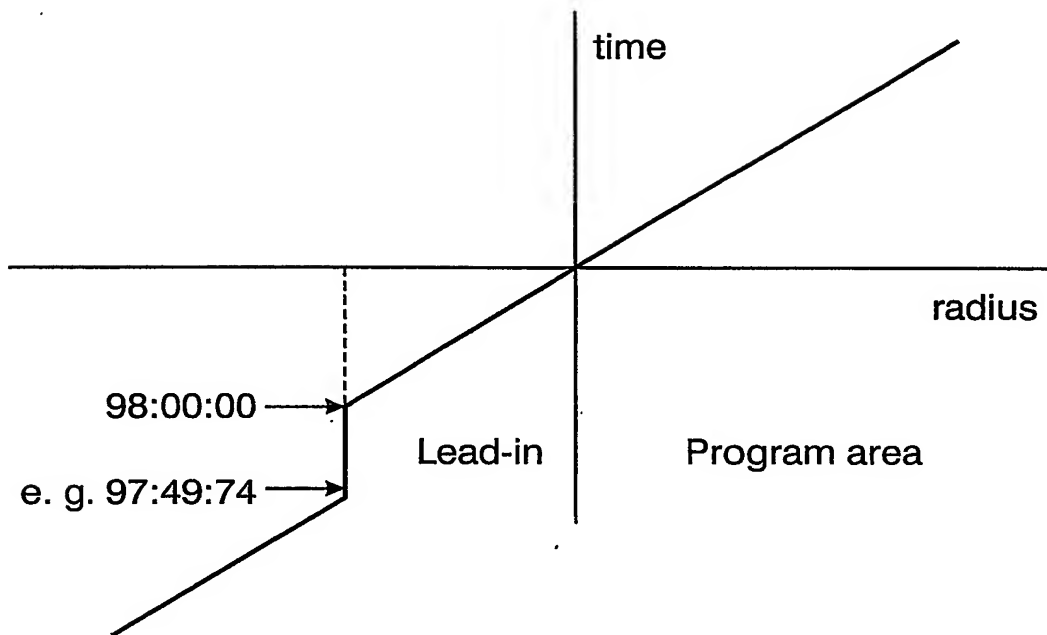 time
radius
98:00:00
Lead-in
Program area
e. g. 97:49:74